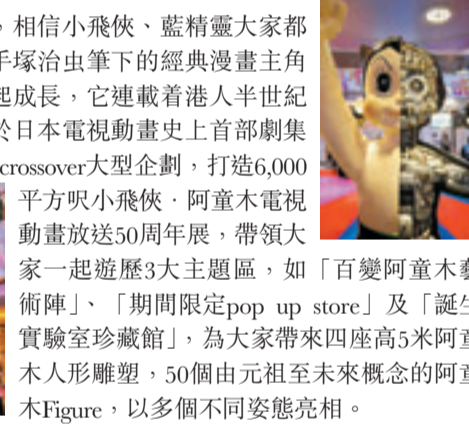 ，相信小飛俠、藍精靈大家都
手塚治虫筆下的經典漫畫主角
起成長，它連載着港人半世紀
於日本電視動畫史上首部劇集
crossover大型企劃，打造6,000
平方呎小飛俠．阿童木電視
動畫放送50周年展，帶領大
家一起遊歷3大主題區，如「百變阿童木藝
術陣」、「期間限定pop up store」及「誕生
實驗室珍藏館」，為大家帶來四座高5米阿童
木人形雕塑，50個由元祖至未來概念的阿童
木Figure，以多個不同姿態亮相。